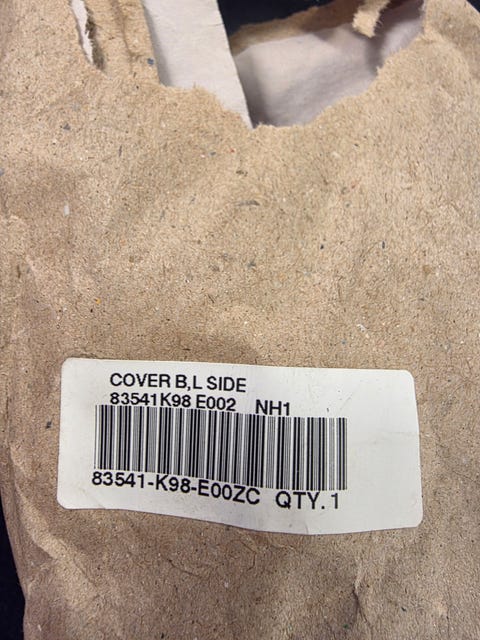 COVER B,L SIDE
83541K98 E002 NH1
83541-K98-E00ZC QTY.1